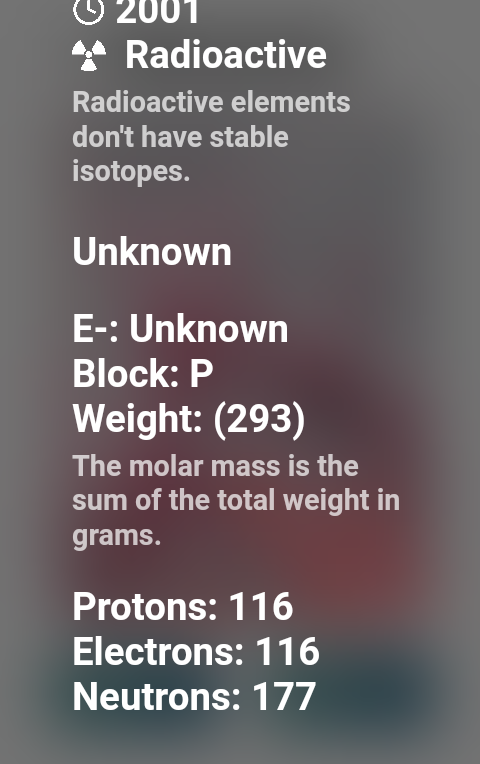 2001
Radioactive
Radioactive elements
don't have stable
isotopes.
Unknown
E-: Unknown
Block: P
Weight: (293)
The molar mass is the
sum of the total weight in
grams.
Protons: 116
Electrons: 116
Neutrons: 177